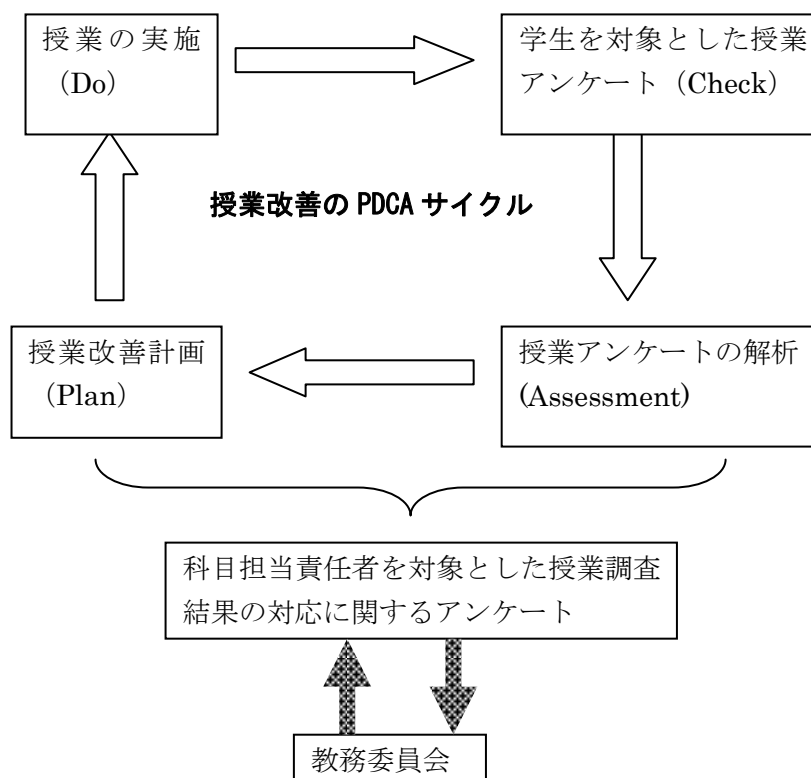 授業の実施
（Do）
学生を対象とした授業
アンケート（Check）
授業改善の PDCA サイクル
授業改善計画
（Plan）
授業アンケートの解析
(Assessment)
科目担当責任者を対象とした授業調査
結果の対応に関するアンケート
教務委員会